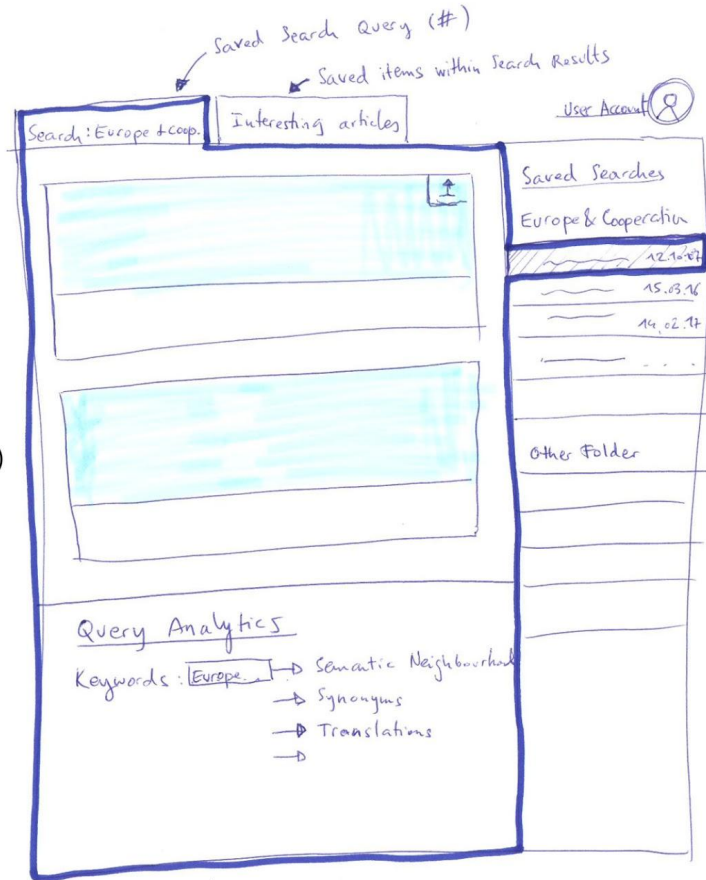 Saved Search Query (#)
Saved items within Search Results
Search: Europe & Coop.
Interesting articles
User Account
Saved Searches
Europe & Cooperation
12.10.07
15.03.16
14.02.17
. . .
Other Folder
Query Analytics
Keywords: Europe.. Semantic Neighbourhood
Synonyms
Translations
)